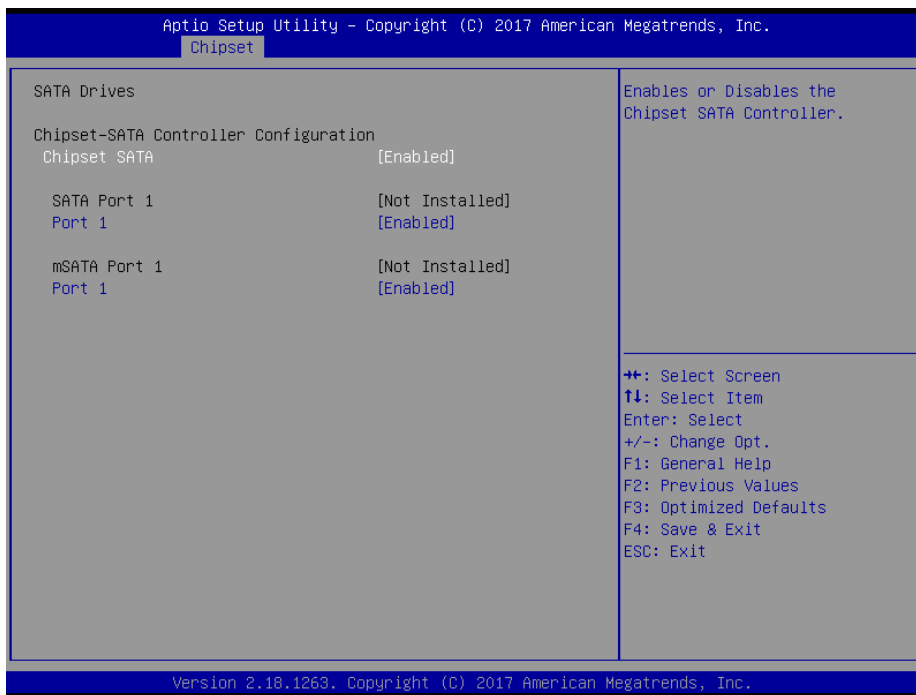 Aptio Setup Utility – Copyright (C) 2017 American Megatrends, Inc.
Chipset
SATA Drives
Chipset-SATA Controller Configuration
Chipset SATA [Enabled]
SATA Port 1 [Not Installed]
Port 1 [Enabled]
mSATA Port 1 [Not Installed]
Port 1 [Enabled]
Enables or Disables the
Chipset SATA Controller.
→←: Select Screen
↑↓: Select Item
Enter: Select
+/-: Change Opt.
F1: General Help
F2: Previous Values
F3: Optimized Defaults
F4: Save & Exit
ESC: Exit
Version 2.18.1263. Copyright (C) 2017 American Megatrends, Inc.